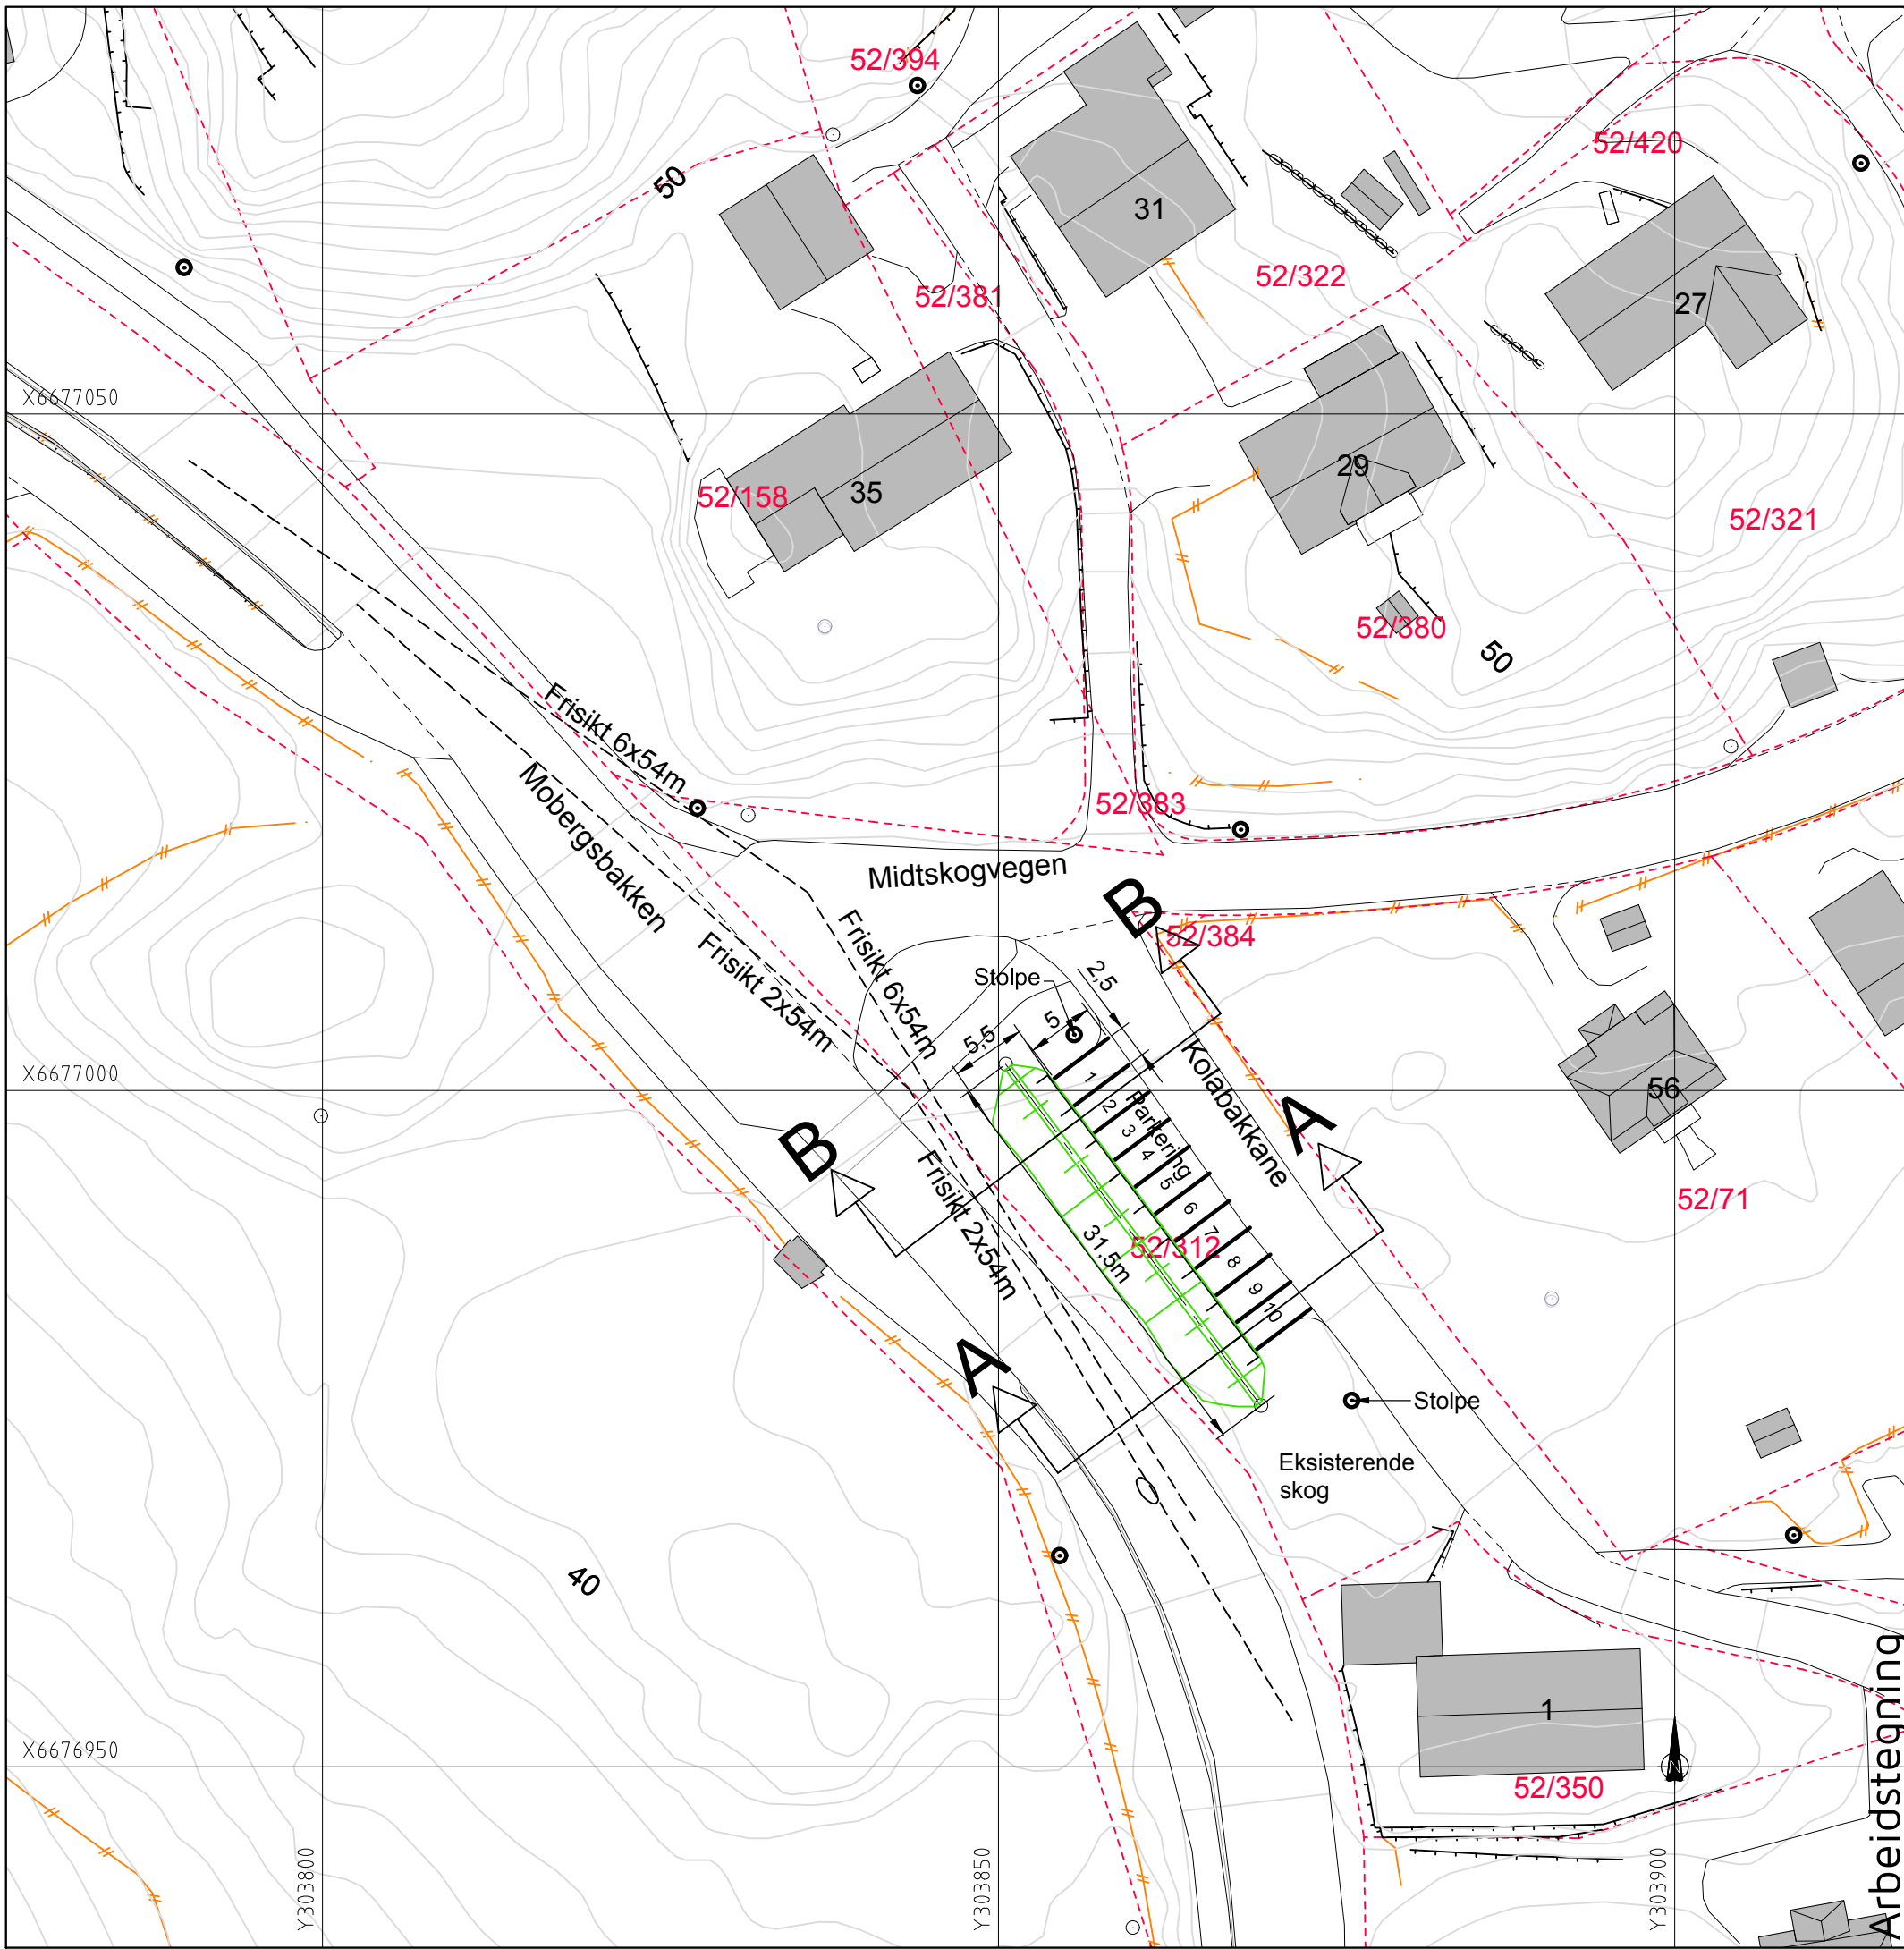 52/394
52/420
50
31
52/322
52/381
27
X6677050
29
52/158
35
52/321
52/380
50
Frisikt 6x54m
Mobergsbakken
52/383
Midtskogvegen
B
52/384
Frisikt 6x54m
Frisikt 2x54m
Stolpe
2,5
5
5,5
Kolabakkane
X6677000
56
1
2
3
4
5
6
7
8
9
10
Parkering
A
B
52/71
Frisikt 2x54m
31,5m
52/312
A
Stolpe
Eksisterende
skog
40
1
X6676950
52/350
Y303800
Y303850
Y303900
Arbeidstegning